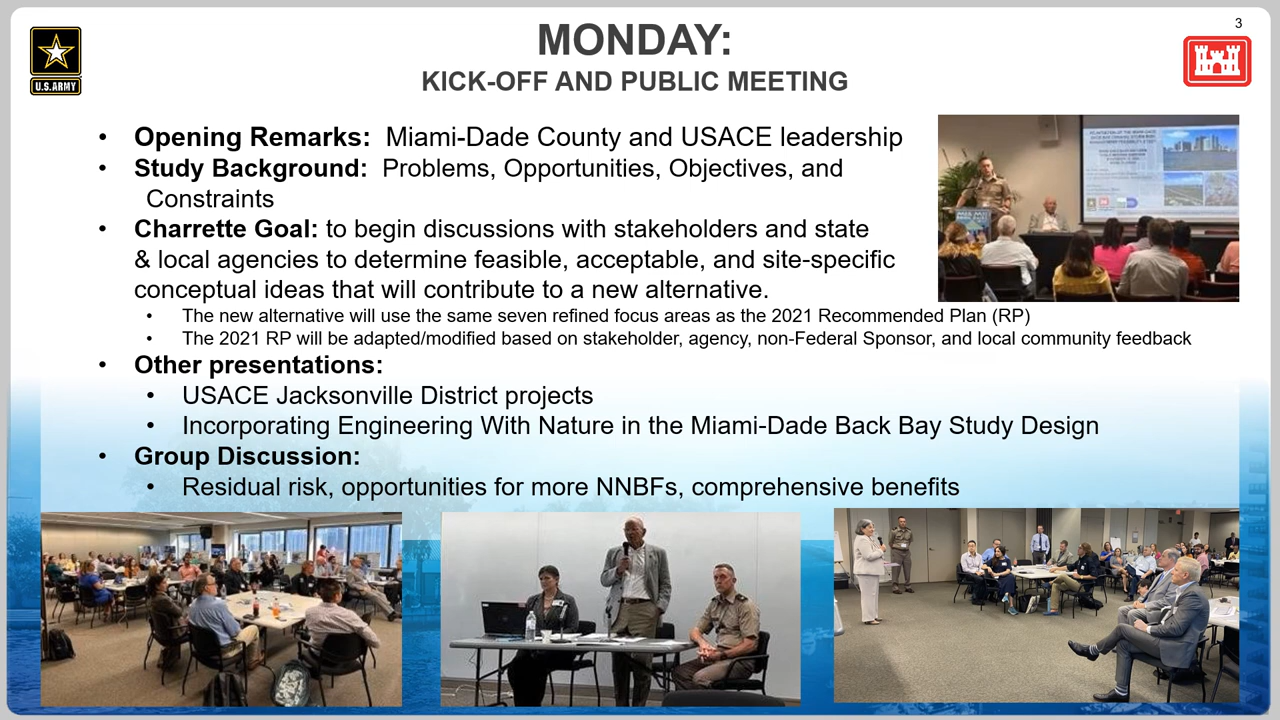 3
MONDAY:
KICK-OFF AND PUBLIC MEETING
U.S.ARMY
• Opening Remarks: Miami-Dade County and USACE leadership
• Study Background: Problems, Opportunities, Objectives, and
Constraints
• Charrette Goal: to begin discussions with stakeholders and state
& local agencies to determine feasible, acceptable, and site-specific
conceptual ideas that will contribute to a new alternative.
• The new alternative will use the same seven refined focus areas as the 2021 Recommended Plan (RP)
• The 2021 RP will be adapted/modified based on stakeholder, agency, non-Federal Sponsor, and local community feedback
• Other presentations:
• USACE Jacksonville District projects
• Incorporating Engineering With Nature in the Miami-Dade Back Bay Study Design
• Group Discussion:
• Residual risk, opportunities for more NNBFs, comprehensive benefits